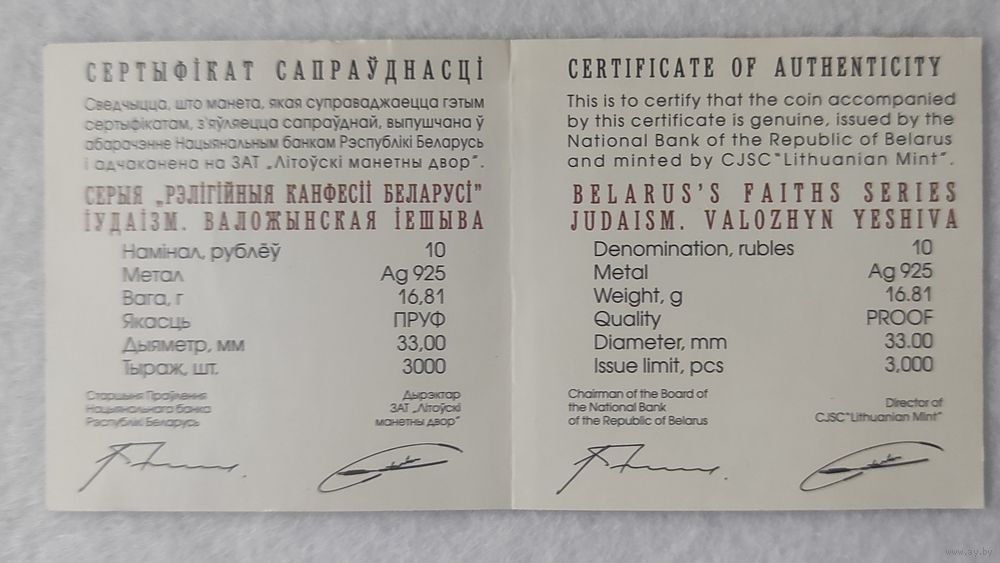 СЕРТЫФІКАТ САПРАЎДНАСЦІ
Сведчыцца, што манета, якая суправаджаецца гэтым
сертыфікатам, з'яўляецца сапраўднай, выпушчана ў
абарачэнне Нацыянальным банкам Рэспублікі Беларусь
і адчаканена на ЗАТ „Літоўскі манетны двор".
СЕРЫЯ „РЭЛІГІЙНЫЯ КАНФЕСІІ БЕЛАРУСІ"
ІУДАІЗМ. ВАЛОЖЫНСКАЯ ІЕШЫВА
Намінал, рублёў 10
Метал Ag 925
Вага, г 16,81
Якасць ПРУФ
Дыяметр, мм 33,00
Тыраж, шт. 3000
Старшыня Праўлення
Нацыянальнага банка
Рэспублікі Беларусь
Дырэктар
ЗАТ „Літоўскі
манетны двор"
CERTIFICATE OF AUTHENTICITY
This is to certify that the coin accompanied
by this certificate is genuine, issued by the
National Bank of the Republic of Belarus
and minted by CJSC "Lithuanian Mint".
BELARUS'S FAITHS SERIES
JUDAISM. VALOZHYN YESHIVA
Denomination, rubles 10
Metal Ag 925
Weight, g 16.81
Quality PROOF
Diameter, mm 33.00
Issue limit, pcs 3,000
Chairman of the Board of
the National Bank
of the Republic of Belarus
Director of
CJSC "Lithuanian Mint"
www.ay.by